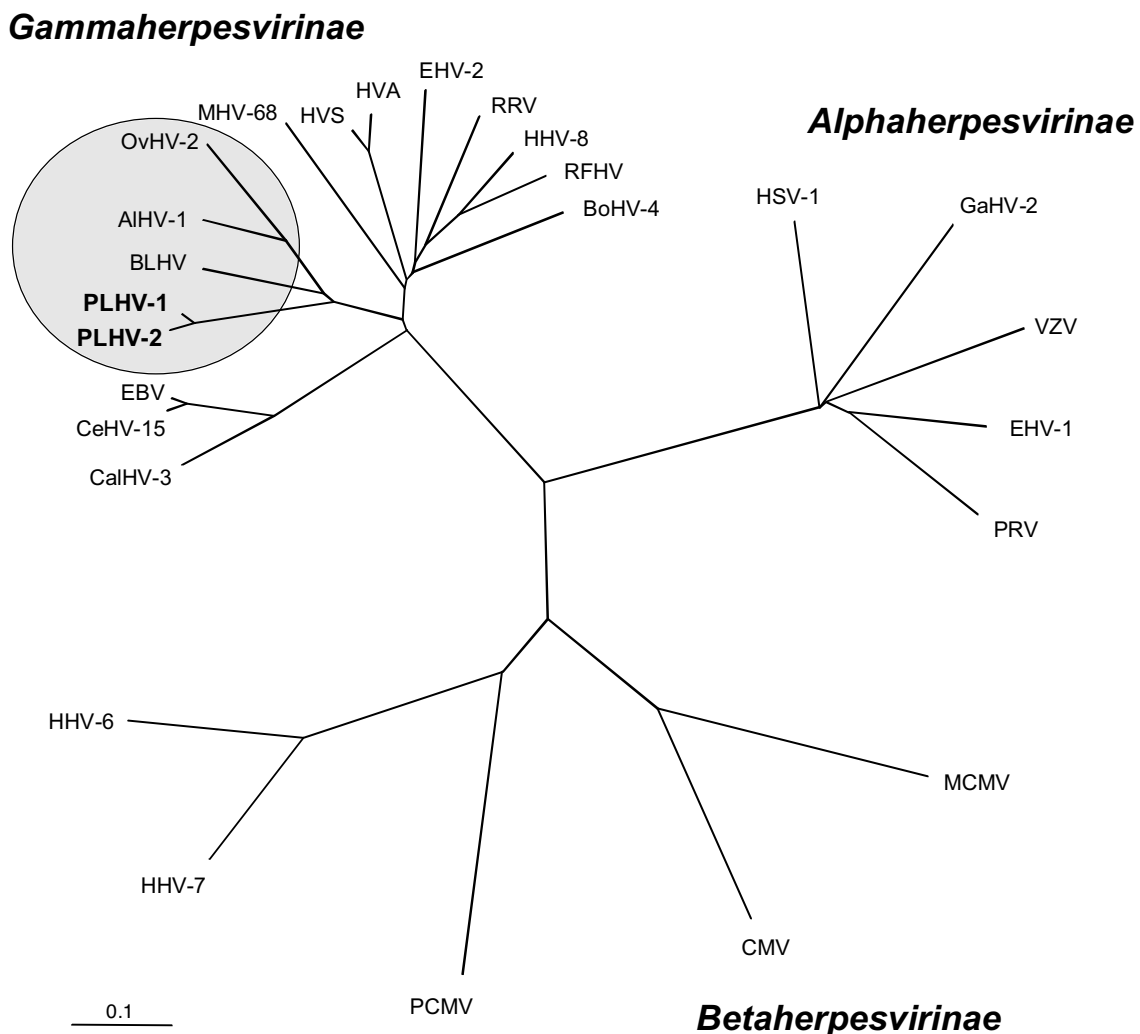 Gammaherpesvirinae
EHV-2
HVA
MHV-68
HVS
RRV
Alphaherpesvirinae
OvHV-2
HHV-8
RFHV
HSV-1
GaHV-2
AlHV-1
BoHV-4
BLHV
PLHV-1
PLHV-2
VZV
EBV
CeHV-15
EHV-1
CalHV-3
PRV
HHV-6
MCMV
HHV-7
CMV
PCMV
0.1
Betaherpesvirinae